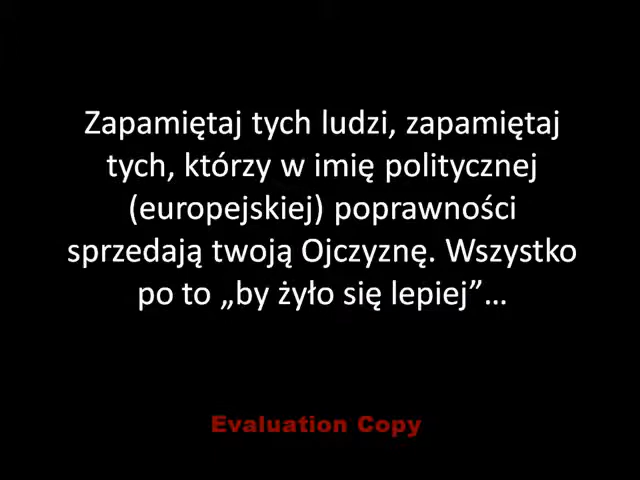 Zapamiętaj tych ludzi, zapamiętaj
tych, którzy w imię politycznej
(europejskiej) poprawności
sprzedają twoją Ojczyznę. Wszystko
po to „by żyło się lepiej”…
Evaluation Copy